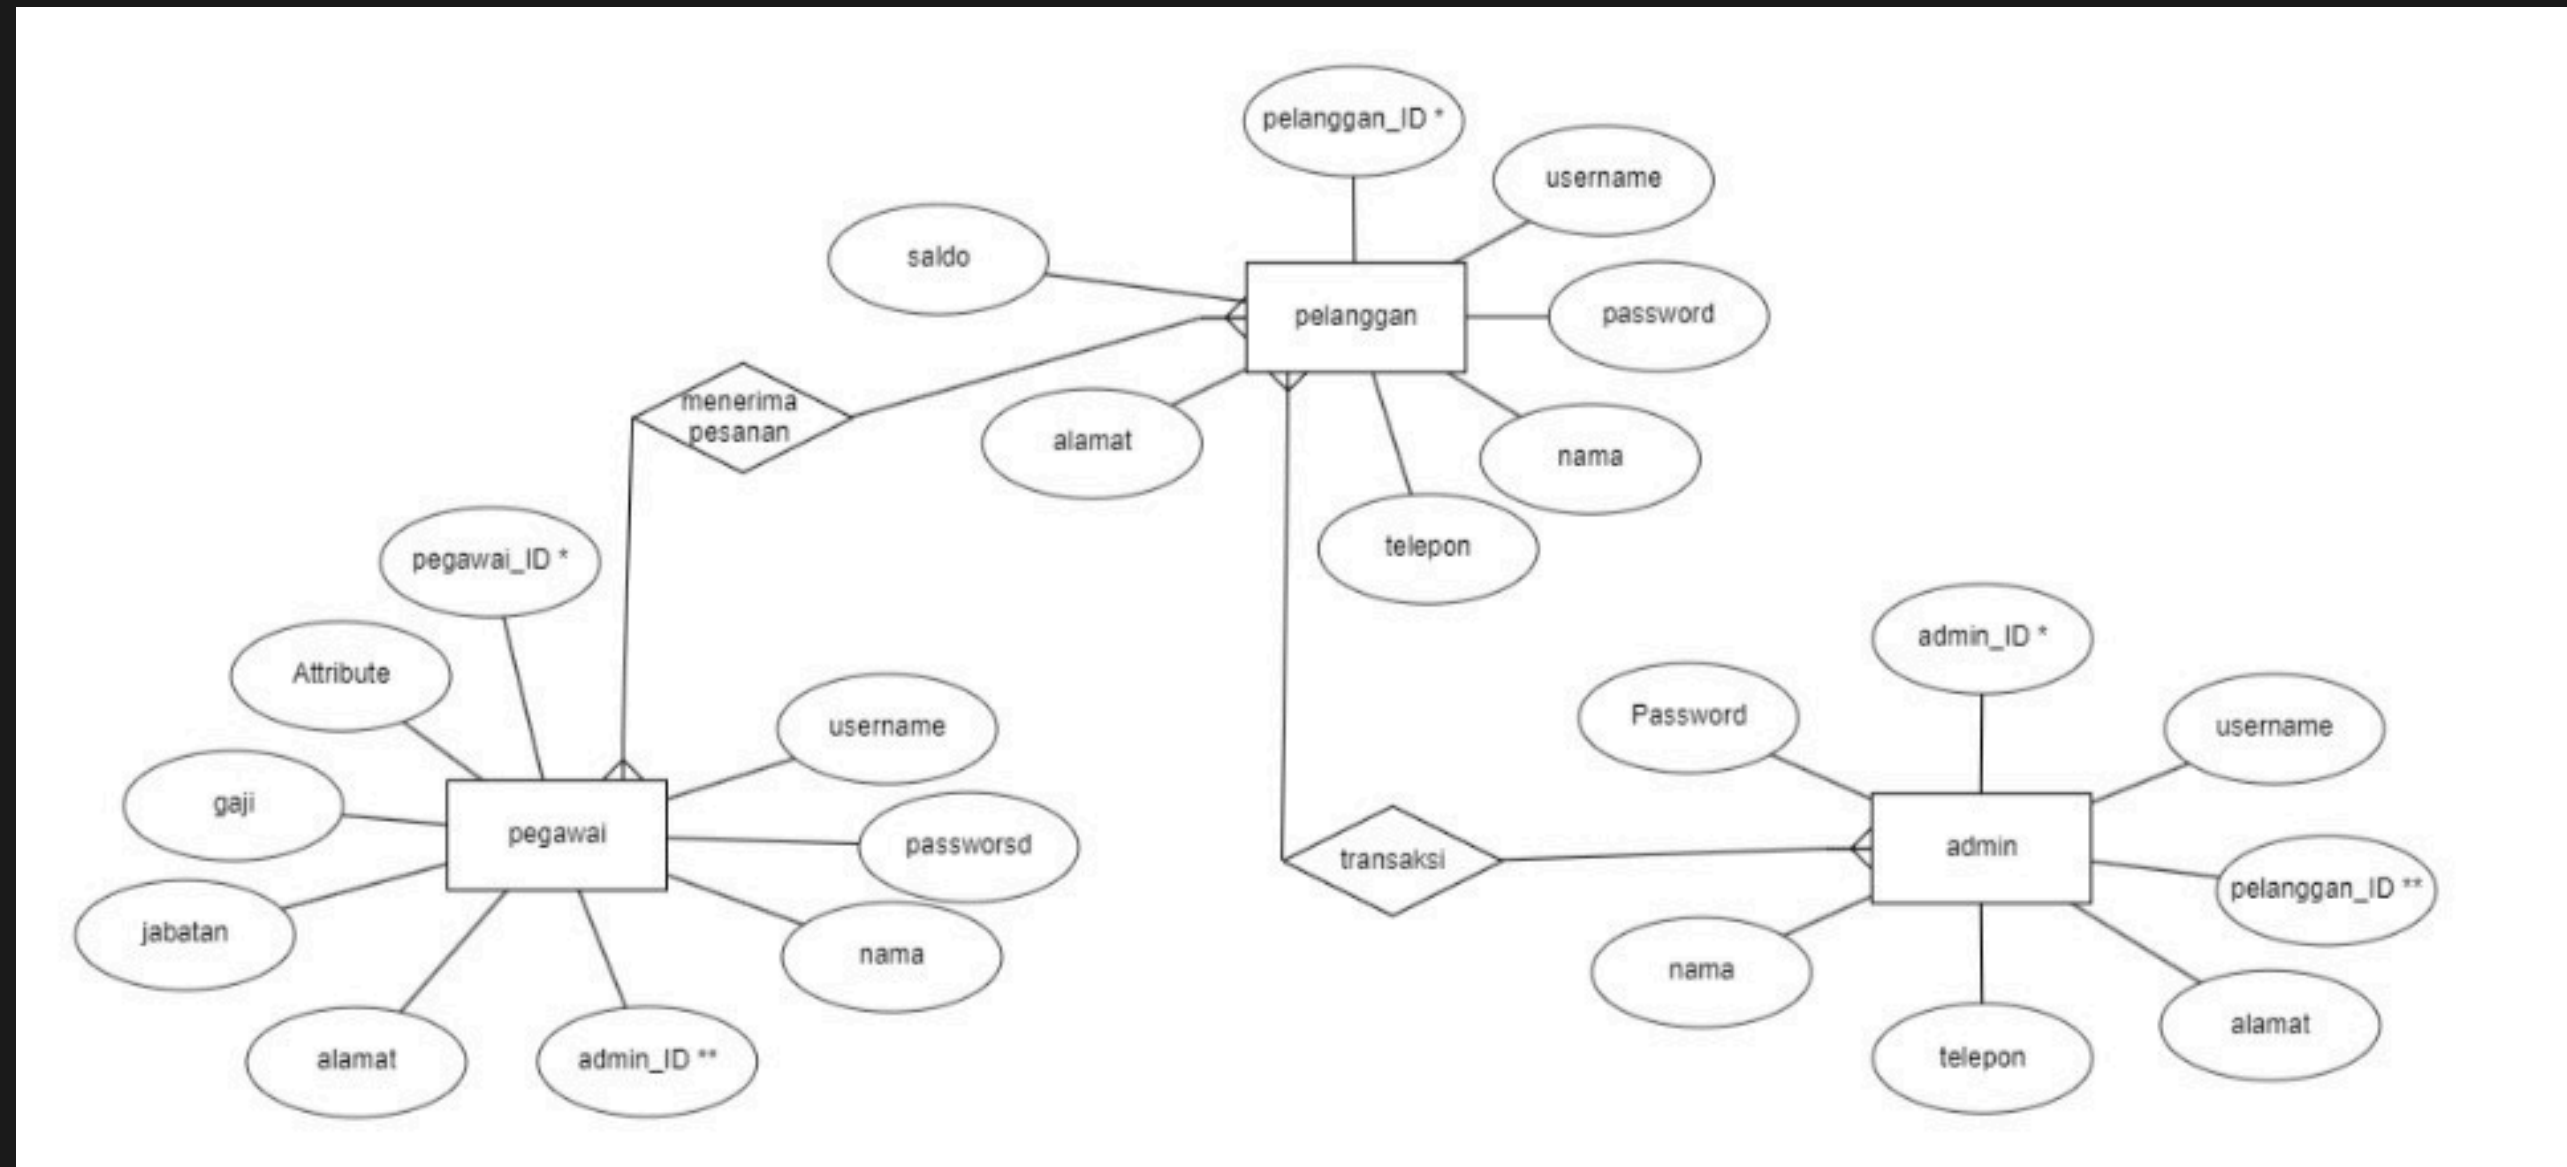 pelanggan_ID *
username
saldo
pelanggan
password
menerima
pesanan
alamat
nama
telepon
pegawai_ID *
Attribute
username
gaji
pegawai
passworsd
jabatan
nama
alamat
admin_ID **
admin_ID *
Password
username
transaksi
admin
pelanggan_ID **
nama
alamat
telepon